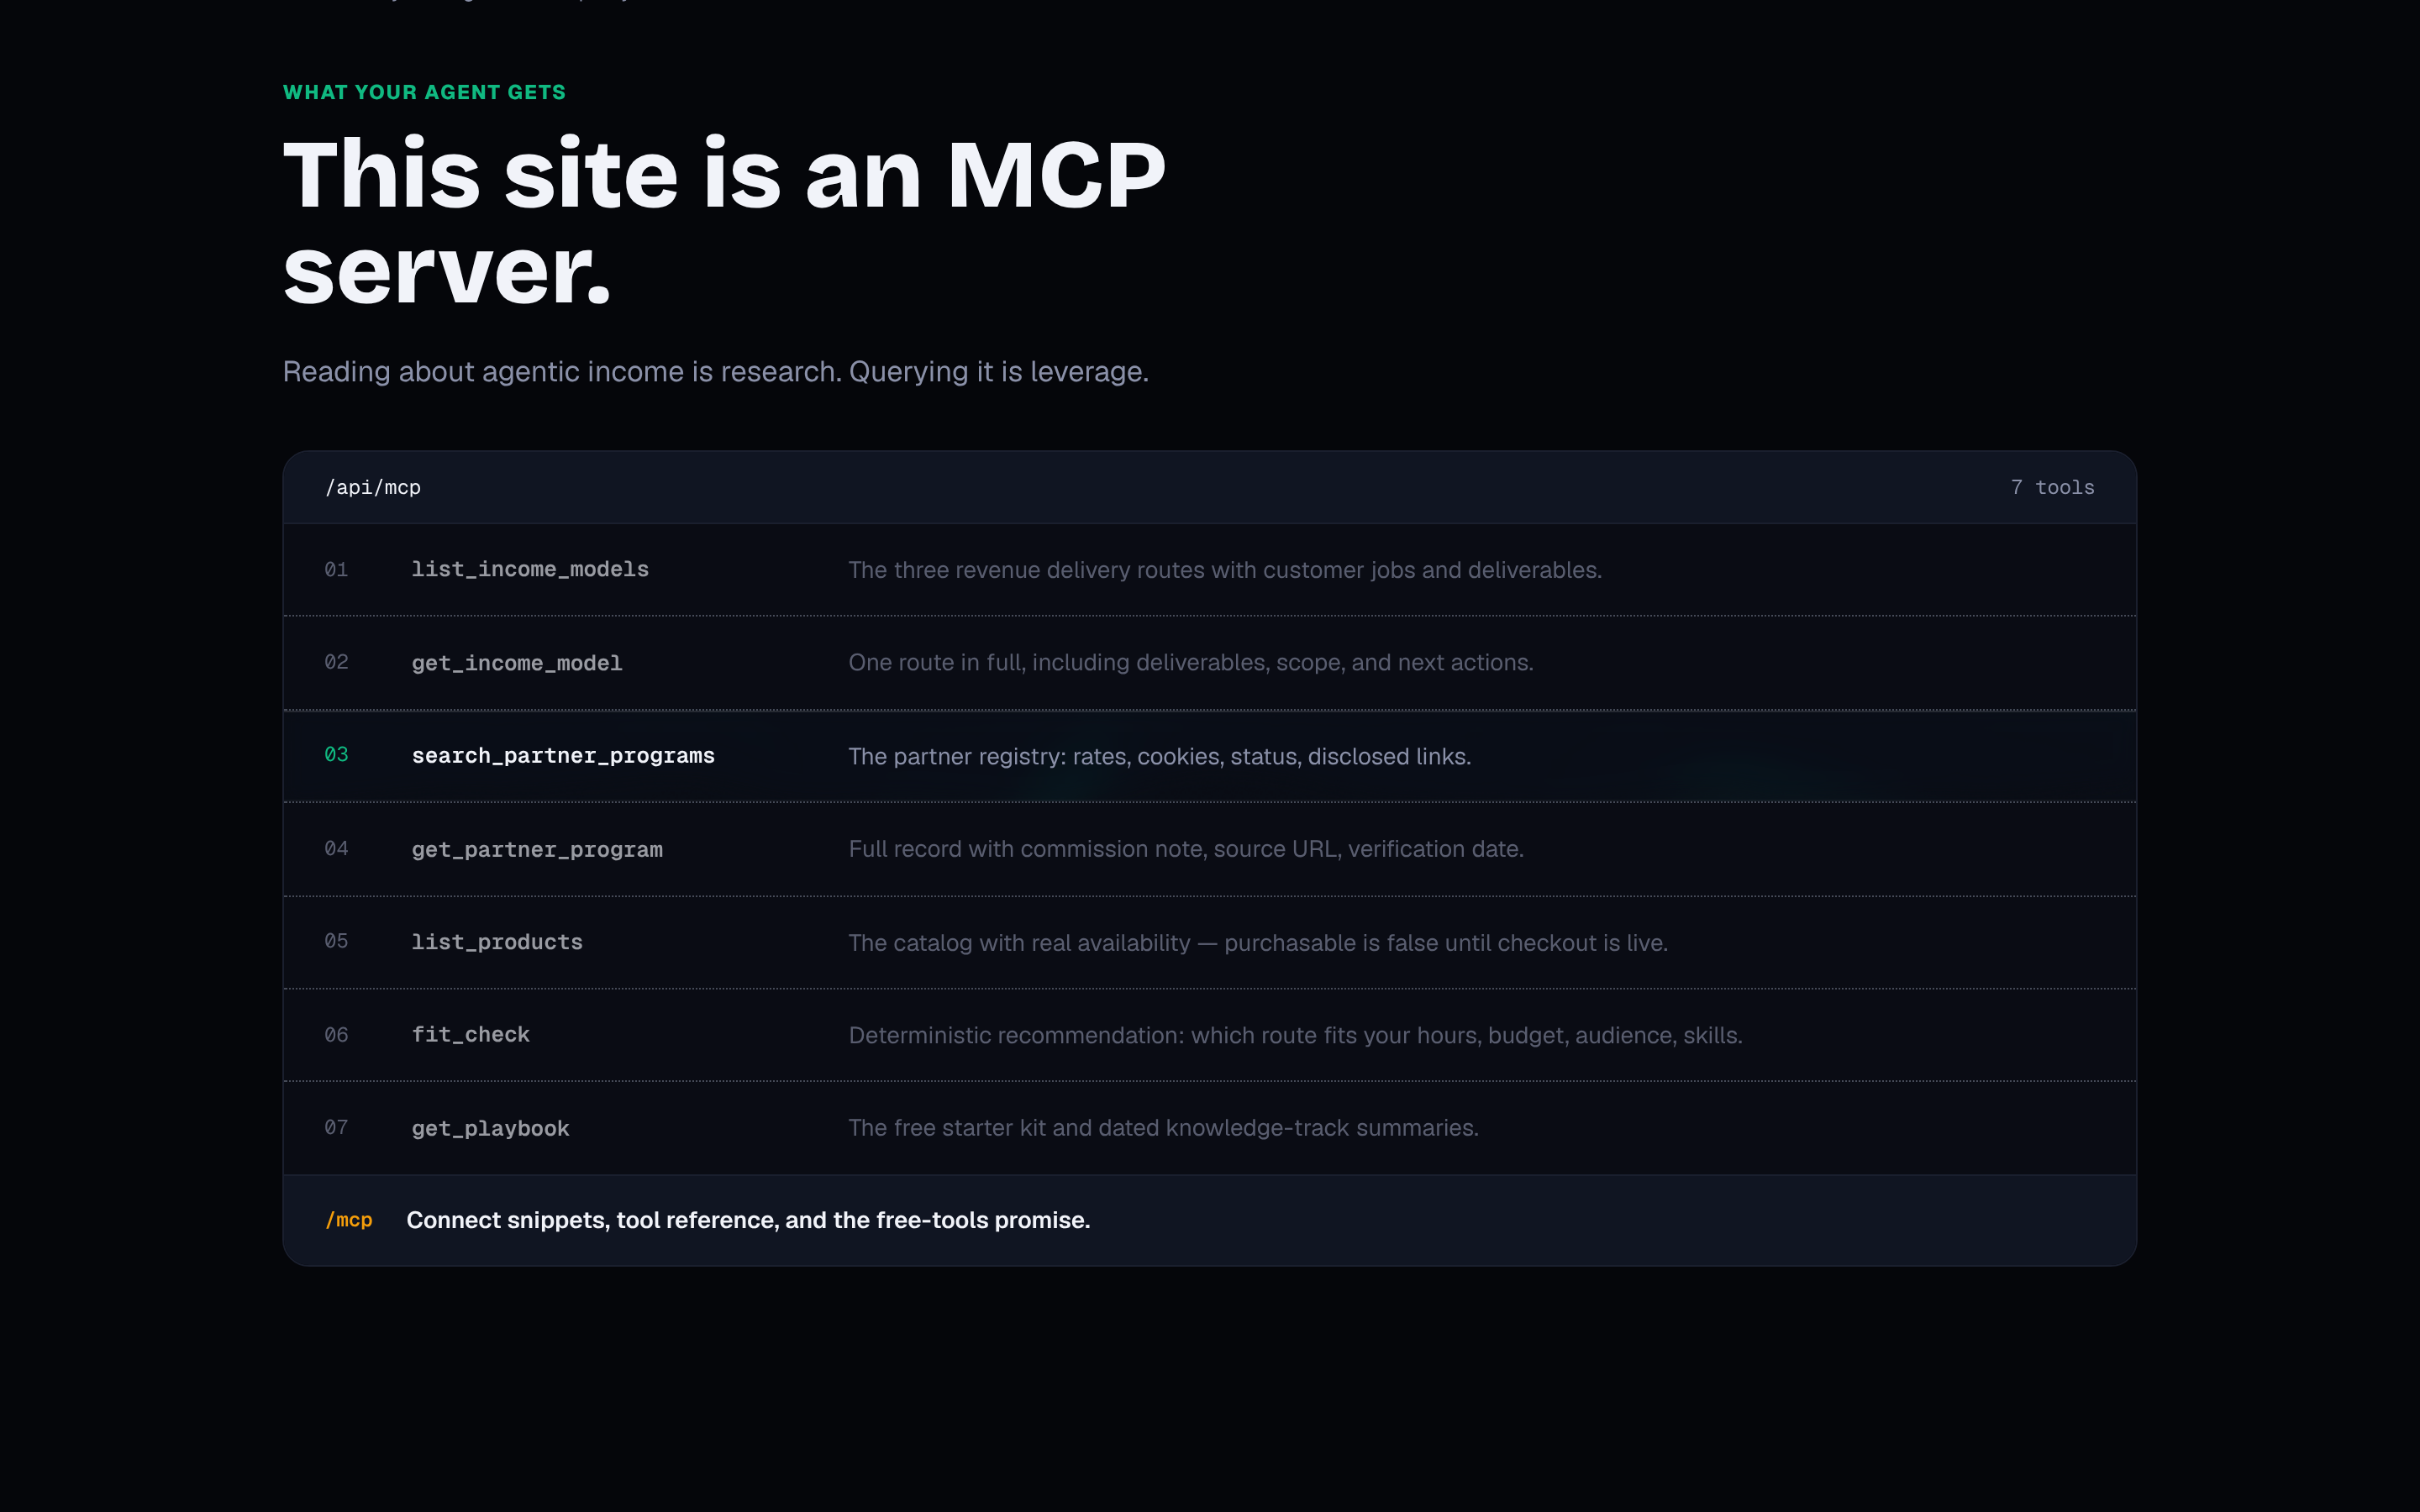 WHAT YOUR AGENT GETS
This site is an MCP
server.
Reading about agentic income is research. Querying it is leverage.
/api/mcp 7 tools
01 list_income_models The three revenue delivery routes with customer jobs and deliverables.
02 get_income_model One route in full, including deliverables, scope, and next actions.
03 search_partner_programs The partner registry: rates, cookies, status, disclosed links.
04 get_partner_program Full record with commission note, source URL, verification date.
05 list_products The catalog with real availability — purchasable is false until checkout is live.
06 fit_check Deterministic recommendation: which route fits your hours, budget, audience, skills.
07 get_playbook The free starter kit and dated knowledge-track summaries.
/mcp Connect snippets, tool reference, and the free-tools promise.